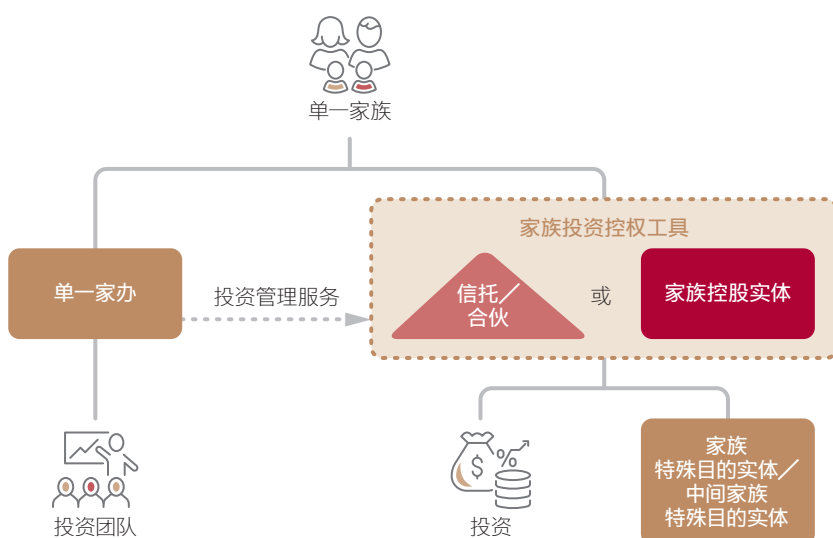 单一家族
家族投资控权工具
单一家办
投资管理服务
信托／
合伙
或
家族控股实体
$
%
家族
特殊目的实体／
中间家族
特殊目的实体
投资团队
投资